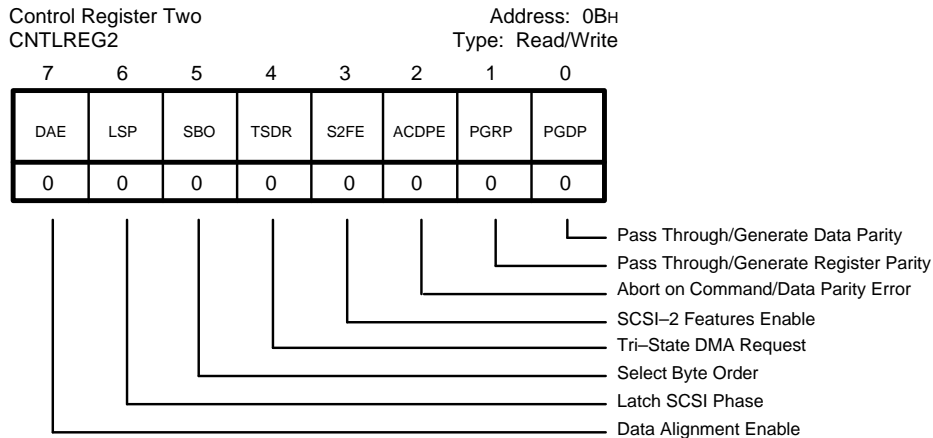 Control Register Two Address: 0BH
CNTLREG2 Type: Read/Write
7 6 5 4 3 2 1 0
DAE LSP SBO TSDR S2FE ACDPE PGRP PGDP
0 0 0 0 0 0 0 0
Pass Through/Generate Data Parity
Pass Through/Generate Register Parity
Abort on Command/Data Parity Error
SCSI–2 Features Enable
Tri–State DMA Request
Select Byte Order
Latch SCSI Phase
Data Alignment Enable